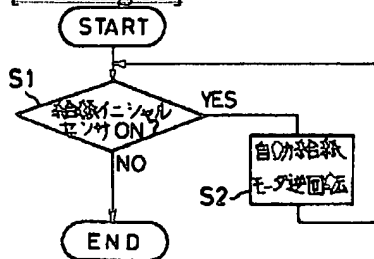 START
S1
給紙イニシャル
センサON?
YES
NO
自動給紙
モータ逆回転
S2
END